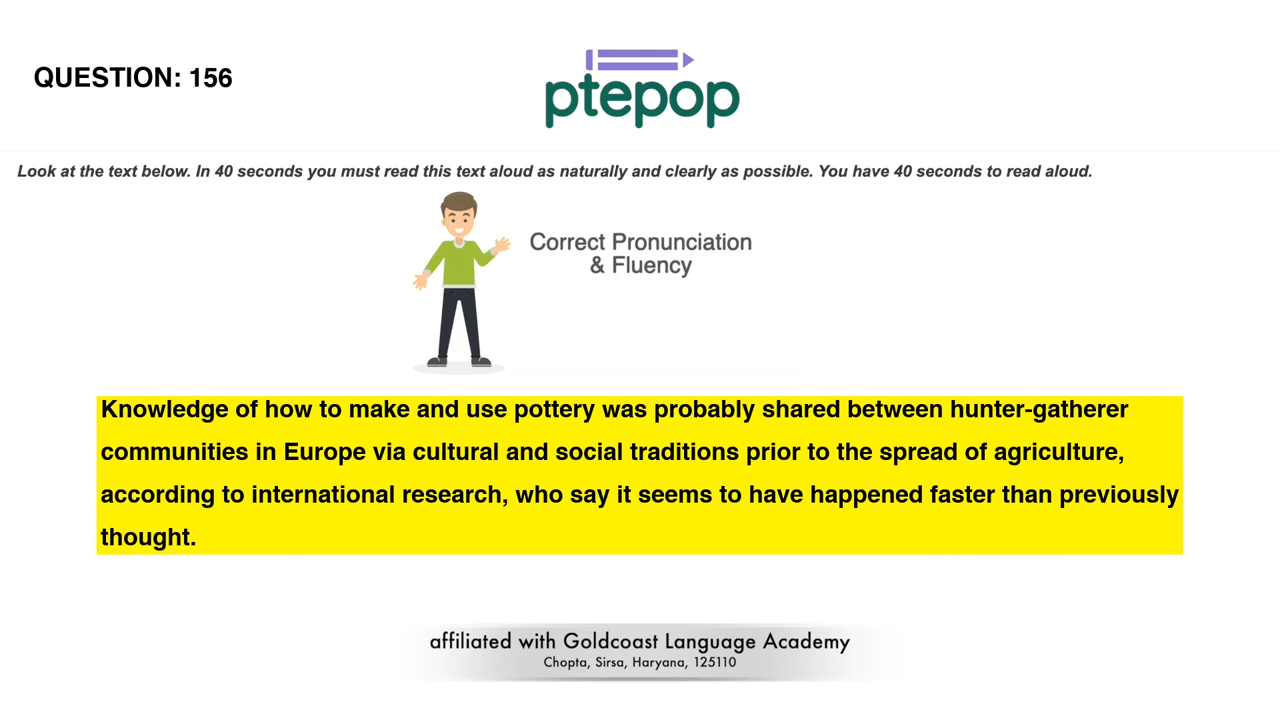 QUESTION: 156
ptepop
Look at the text below. In 40 seconds you must read this text aloud as naturally and clearly as possible. You have 40 seconds to read aloud.
Correct Pronunciation
& Fluency
Knowledge of how to make and use pottery was probably shared between hunter-gatherer
communities in Europe via cultural and social traditions prior to the spread of agriculture,
according to international research, who say it seems to have happened faster than previously
thought.
affiliated with Goldcoast Language Academy
Chopta, Sirsa, Haryana, 125110